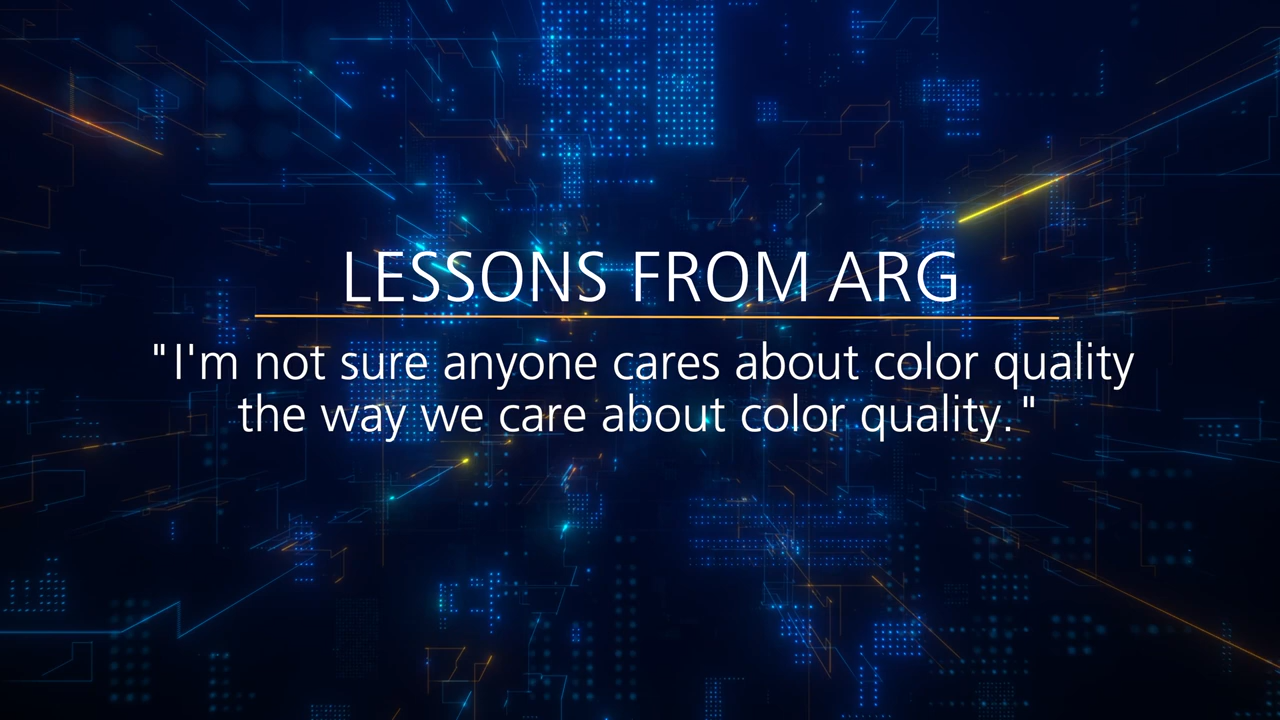 LESSONS FROM ARG
"I'm not sure anyone cares about color quality
the way we care about color quality."